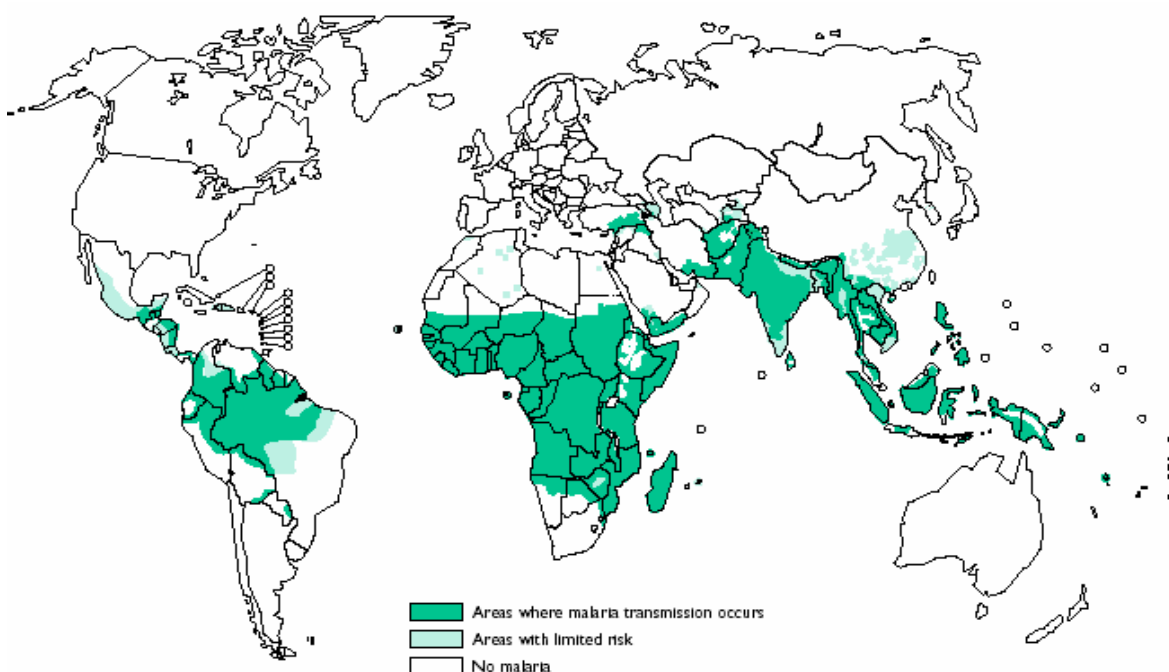 Areas where malaria transmission occurs
Areas with limited risk
No malaria